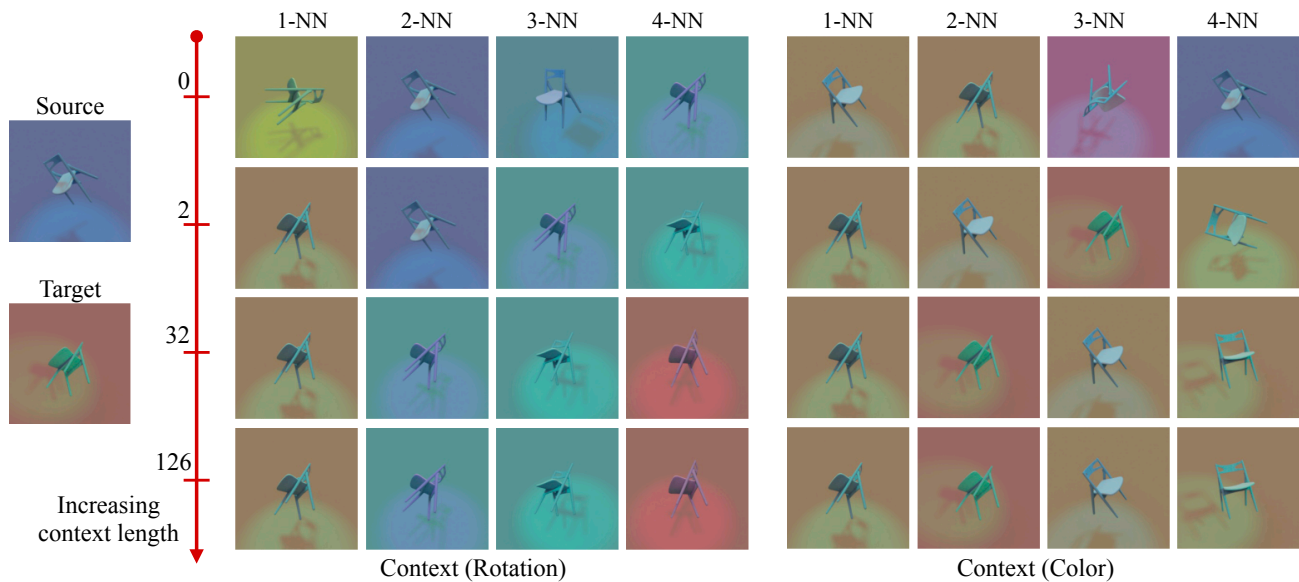 1-NN 2-NN 3-NN 4-NN 1-NN 2-NN 3-NN 4-NN
0
Source
2
Target
32
126
Increasing
context length
Context (Rotation) Context (Color)